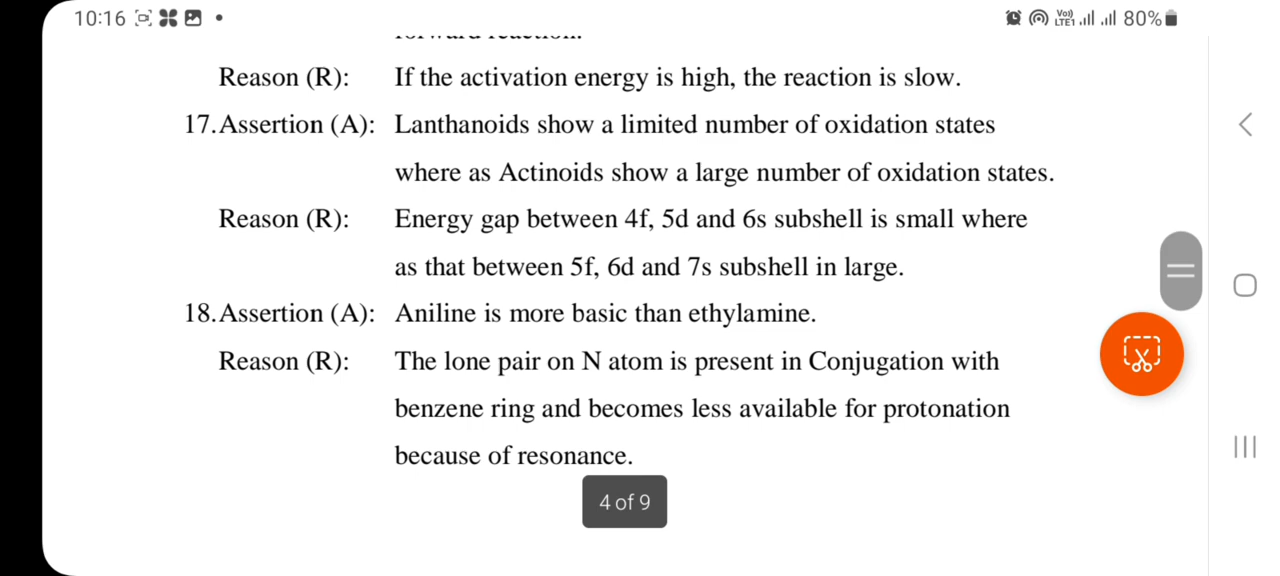 10:16
Vo))
LTE1
80%
Reason (R): If the activation energy is high, the reaction is slow.
17. Assertion (A): Lanthanoids show a limited number of oxidation states
where as Actinoids show a large number of oxidation states.
Reason (R): Energy gap between 4f, 5d and 6s subshell is small where
as that between 5f, 6d and 7s subshell in large.
18. Assertion (A): Aniline is more basic than ethylamine.
Reason (R): The lone pair on N atom is present in Conjugation with
benzene ring and becomes less available for protonation
because of resonance.
4 of 9